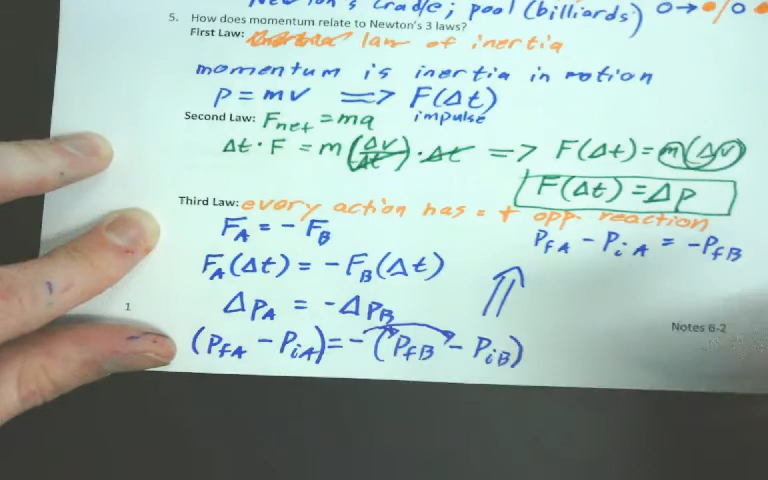 Newton's Cradle; pool (billiards) O→●/O
5. How does momentum relate to Newton's 3 laws?
First Law: law of inertia
momentum is inertia in motion
p = mv => F(Δt)
impulse
Second Law: Fnet = ma
Δt · F = m(Δv/Δt) · Δt => F(Δt) = m(Δv)
F(Δt) = Δp
Third Law: every action has = + opp. reaction
FA = - FB
PfA - PiA = -PfB
FA(Δt) = -FB(Δt)
ΔPA = -ΔPB
1
Notes 6-2
(PfA - PiA) = -(PfB - PiB)